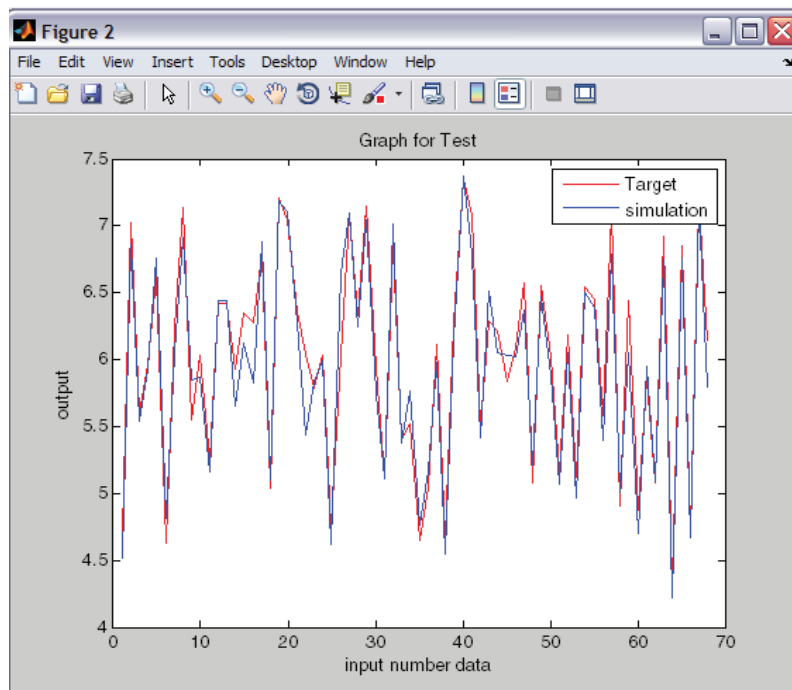 Figure 2
File Edit View Insert Tools Desktop Window Help
Graph for Test
7.5
7
6.5
6
5.5
5
4.5
4
output
Target
simulation
0 10 20 30 40 50 60 70
input number data